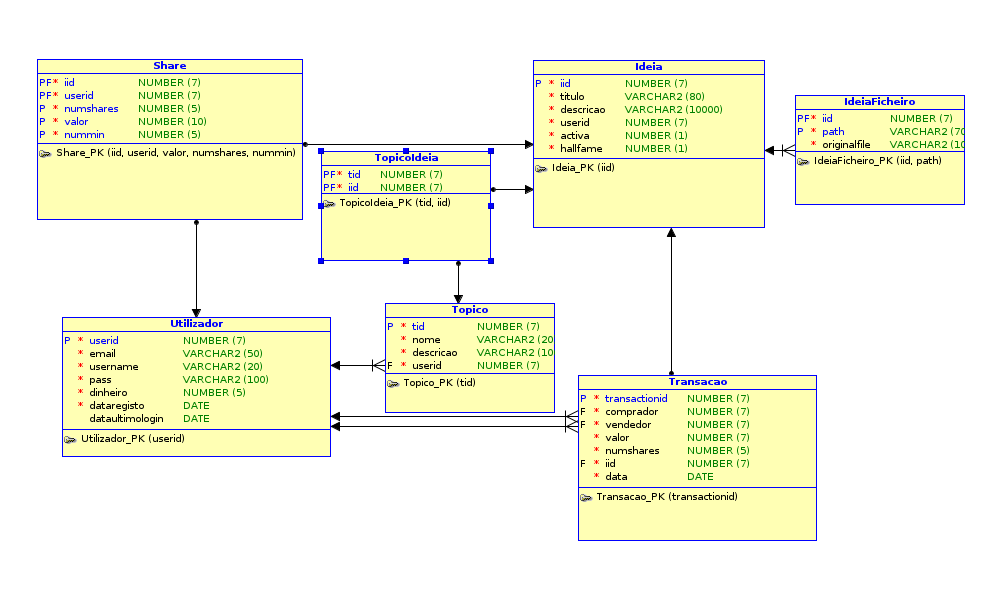 Share
PF* iid NUMBER (7)
PF* userid NUMBER (7)
P * numshares NUMBER (5)
P * valor NUMBER (10)
P * nummin NUMBER (5)
Share_PK (iid, userid, valor, numshares, nummin)
TopicoIdeia
PF* tid NUMBER (7)
PF* iid NUMBER (7)
TopicoIdeia_PK (tid, iid)
Ideia
P * iid NUMBER (7)
* titulo VARCHAR2 (80)
* descricao VARCHAR2 (10000)
* userid NUMBER (7)
* activa NUMBER (1)
* hallfame NUMBER (1)
Ideia_PK (iid)
IdeiaFicheiro
PF* iid NUMBER (7)
P * path VARCHAR2 (70
* originalfile VARCHAR2 (10
IdeiaFicheiro_PK (iid, path)
Utilizador
P * userid NUMBER (7)
* email VARCHAR2 (50)
* username VARCHAR2 (20)
* pass VARCHAR2 (100)
* dinheiro NUMBER (5)
* dataregisto DATE
dataultimologin DATE
Utilizador_PK (userid)
Topico
P * tid NUMBER (7)
* nome VARCHAR2 (20
* descricao VARCHAR2 (10
F * userid NUMBER (7)
Topico_PK (tid)
Transacao
P * transactionid NUMBER (7)
F * comprador NUMBER (7)
F * vendedor NUMBER (7)
* valor NUMBER (7)
* numshares NUMBER (5)
F * iid NUMBER (7)
* data DATE
Transacao_PK (transactionid)